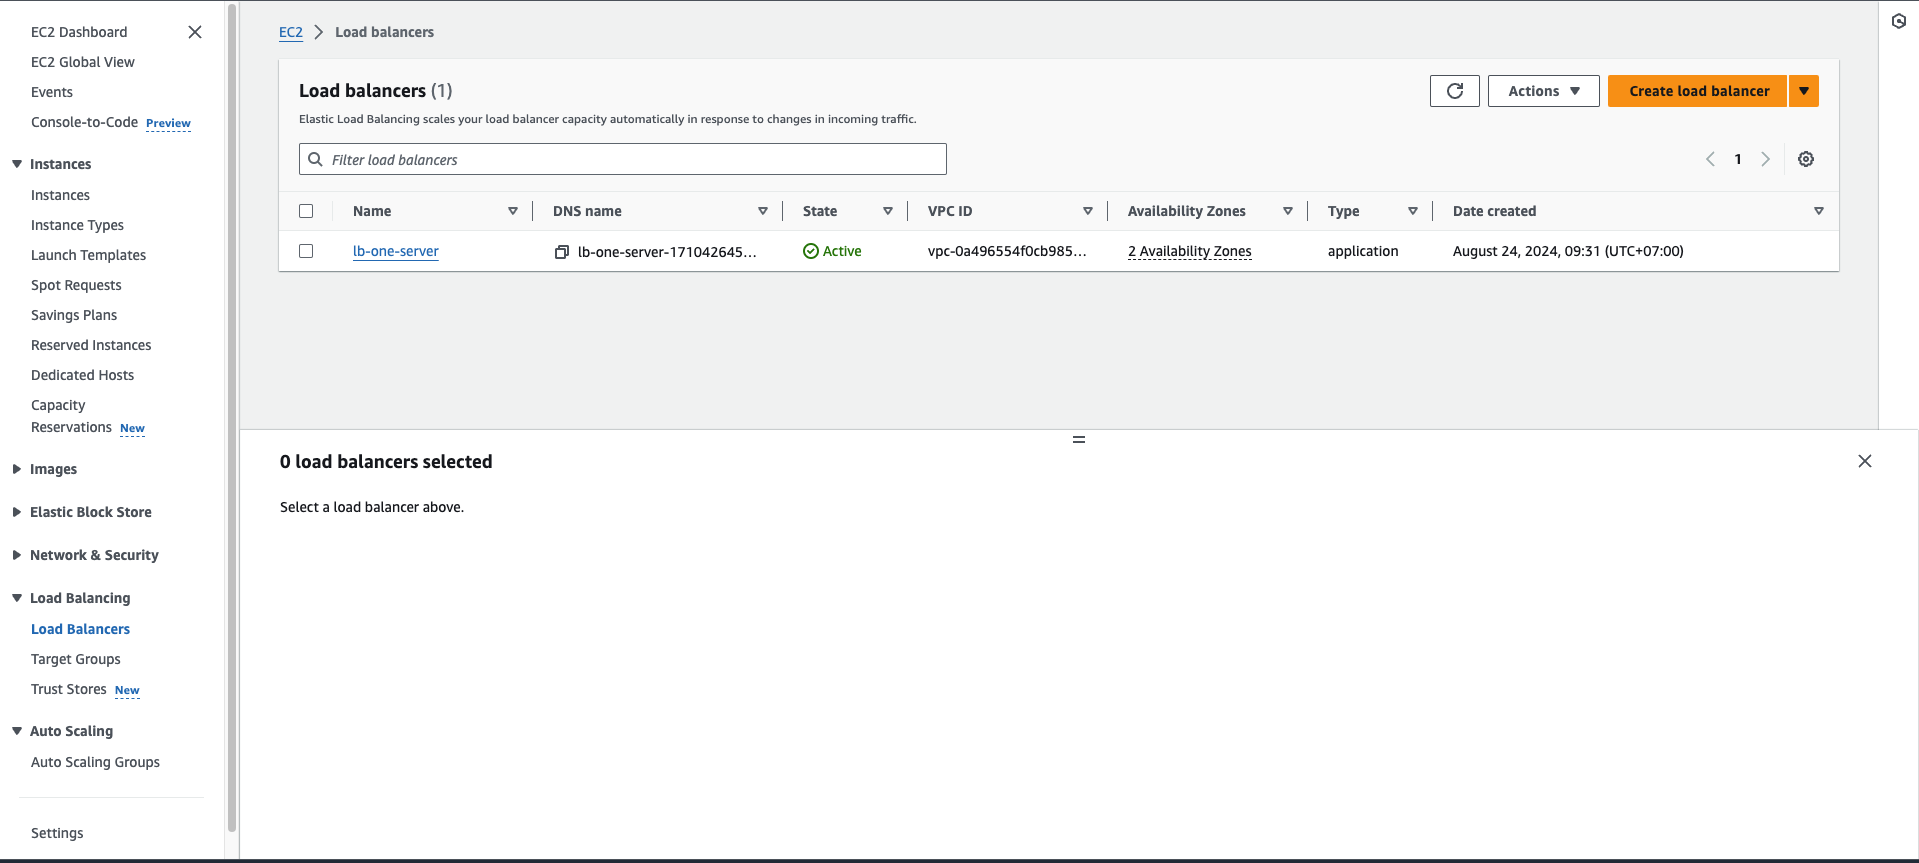 EC2 Dashboard
EC2 Global View
Events
Console-to-Code Preview
Instances
Instances
Instance Types
Launch Templates
Spot Requests
Savings Plans
Reserved Instances
Dedicated Hosts
Capacity
Reservations New
Images
Elastic Block Store
Network & Security
Load Balancing
Load Balancers
Target Groups
Trust Stores New
Auto Scaling
Auto Scaling Groups
Settings
EC2 Load balancers
Load balancers (1)
Actions
Create load balancer
Elastic Load Balancing scales your load balancer capacity automatically in response to changes in incoming traffic.
Filter load balancers
1
Name DNS name State VPC ID Availability Zones Type Date created
lb-one-server lb-one-server-171042645... Active vpc-0a496554f0cb985... 2 Availability Zones application August 24, 2024, 09:31 (UTC+07:00)
0 load balancers selected
Select a load balancer above.